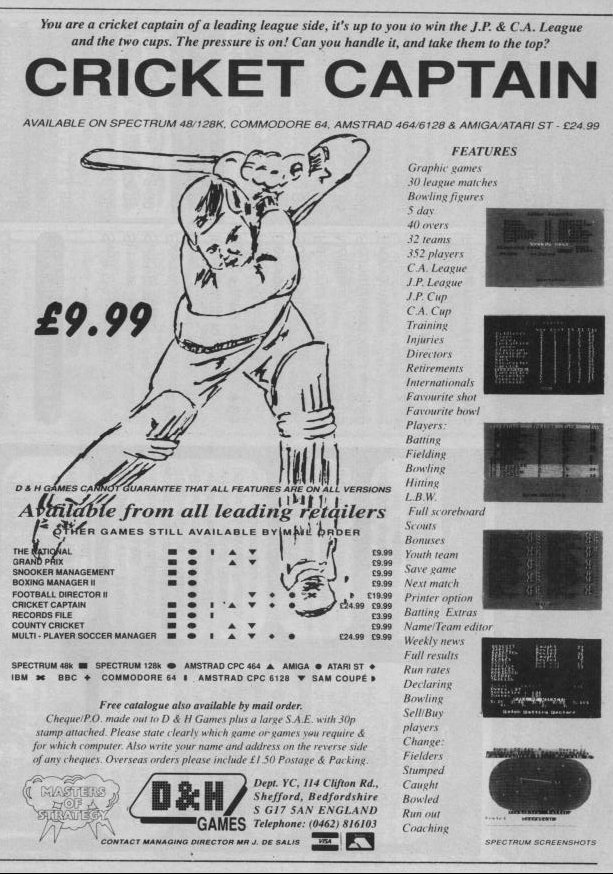 You are a cricket captain of a leading league side, it's up to you to win the J.P. & C.A. League
and the two cups. The pressure is on! Can you handle it, and take them to the top?
CRICKET CAPTAIN
AVAILABLE ON SPECTRUM 48/128K, COMMODORE 64, AMSTRAD 464/6128 & AMIGA/ATARI ST - £24.99
£9.99
FEATURES
Graphic games
30 league matches
Bowling figures
5 day
40 overs
32 teams
352 players
C.A. League
J.P. League
J.P. Cup
C.A. Cup
Training
Injuries
Directors
Retirements
Internationals
Favourite shot
Favourite bowl
Players:
Batting
Fielding
Bowling
Hitting
L.B.W.
Full scoreboard
Scouts
Bonuses
Youth team
Save game
Next match
Printer option
Batting Extras
Name/Team editor
Weekly news
Full results
Run rates
Declaring
Bowling
Sell/Buy
players
Change:
Fielders
Stumped
Caught
Bowled
Run out
Coaching
SPECTRUM SCREENSHOTS
D & H GAMES CANNOT GUARANTEE THAT ALL FEATURES ARE ON ALL VERSIONS
Available from all leading retailers
OTHER GAMES STILL AVAILABLE BY MAIL ORDER
THE NATIONAL £9.99
GRAND PRIX £9.99
SNOOKER MANAGEMENT £9.99
BOXING MANAGER II £9.99
FOOTBALL DIRECTOR II £19.99
CRICKET CAPTAIN £24.99 £9.99
RECORDS FILE £3.99
COUNTY CRICKET £9.99
MULTI - PLAYER SOCCER MANAGER £24.99 £9.99
SPECTRUM 48k SPECTRUM 128k AMSTRAD CPC 464 AMIGA ATARI ST
IBM BBC COMMODORE 64 AMSTRAD CPC 6128 SAM COUPÉ
Free catalogue also available by mail order.
Cheque/P.O. made out to D & H Games plus a large S.A.E. with 30p
stamp attached. Please state clearly which game or games you require &
for which computer. Also write your name and address on the reverse side
of any cheques. Overseas orders please include £1.50 Postage & Packing.
MASTERS
OF
STRATEGY
D&H
GAMES
Dept. YC, 114 Clifton Rd.,
Shefford, Bedfordshire
S G17 5AN ENGLAND
Telephone: (0462) 816103
CONTACT MANAGING DIRECTOR MR J. DE SALIS
VISA